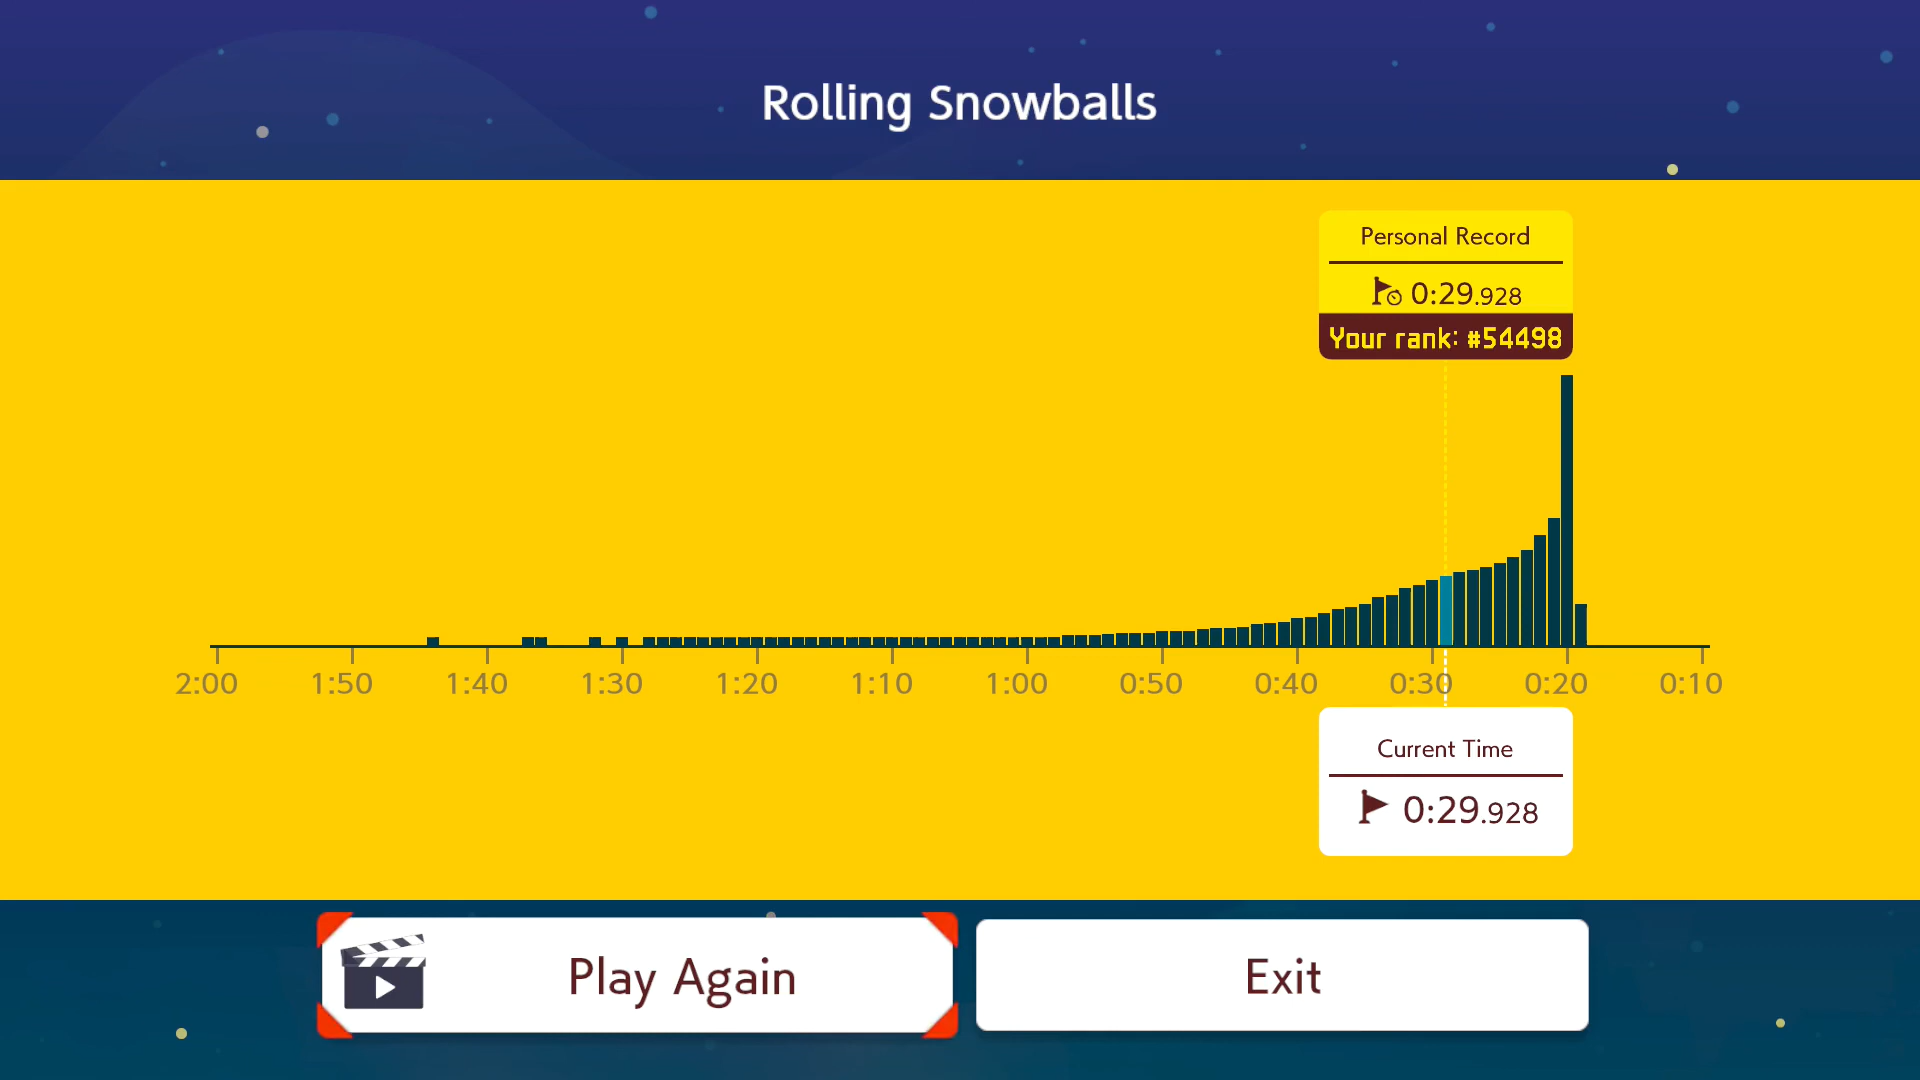 Rolling Snowballs
Personal Record
0:29.928
Your rank: #54498
2:00 1:50 1:40 1:30 1:20 1:10 1:00 0:50 0:40 0:30 0:20 0:10
Current Time
0:29.928
Play Again Exit